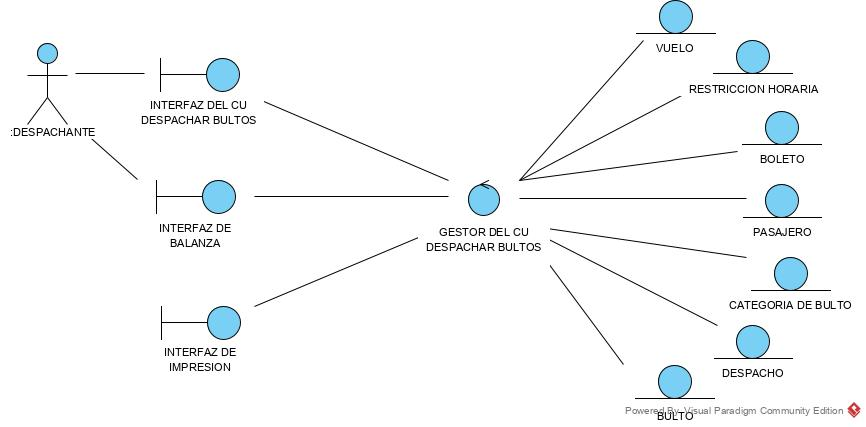 VUELO
RESTRICCION HORARIA
:DESPACHANTE
INTERFAZ DEL CU
DESPACHAR BULTOS
BOLETO
INTERFAZ DE
BALANZA
GESTOR DEL CU
DESPACHAR BULTOS
PASAJERO
CATEGORIA DE BULTO
INTERFAZ DE
IMPRESION
DESPACHO
BULTO
Powered By Visual Paradigm Community Edition